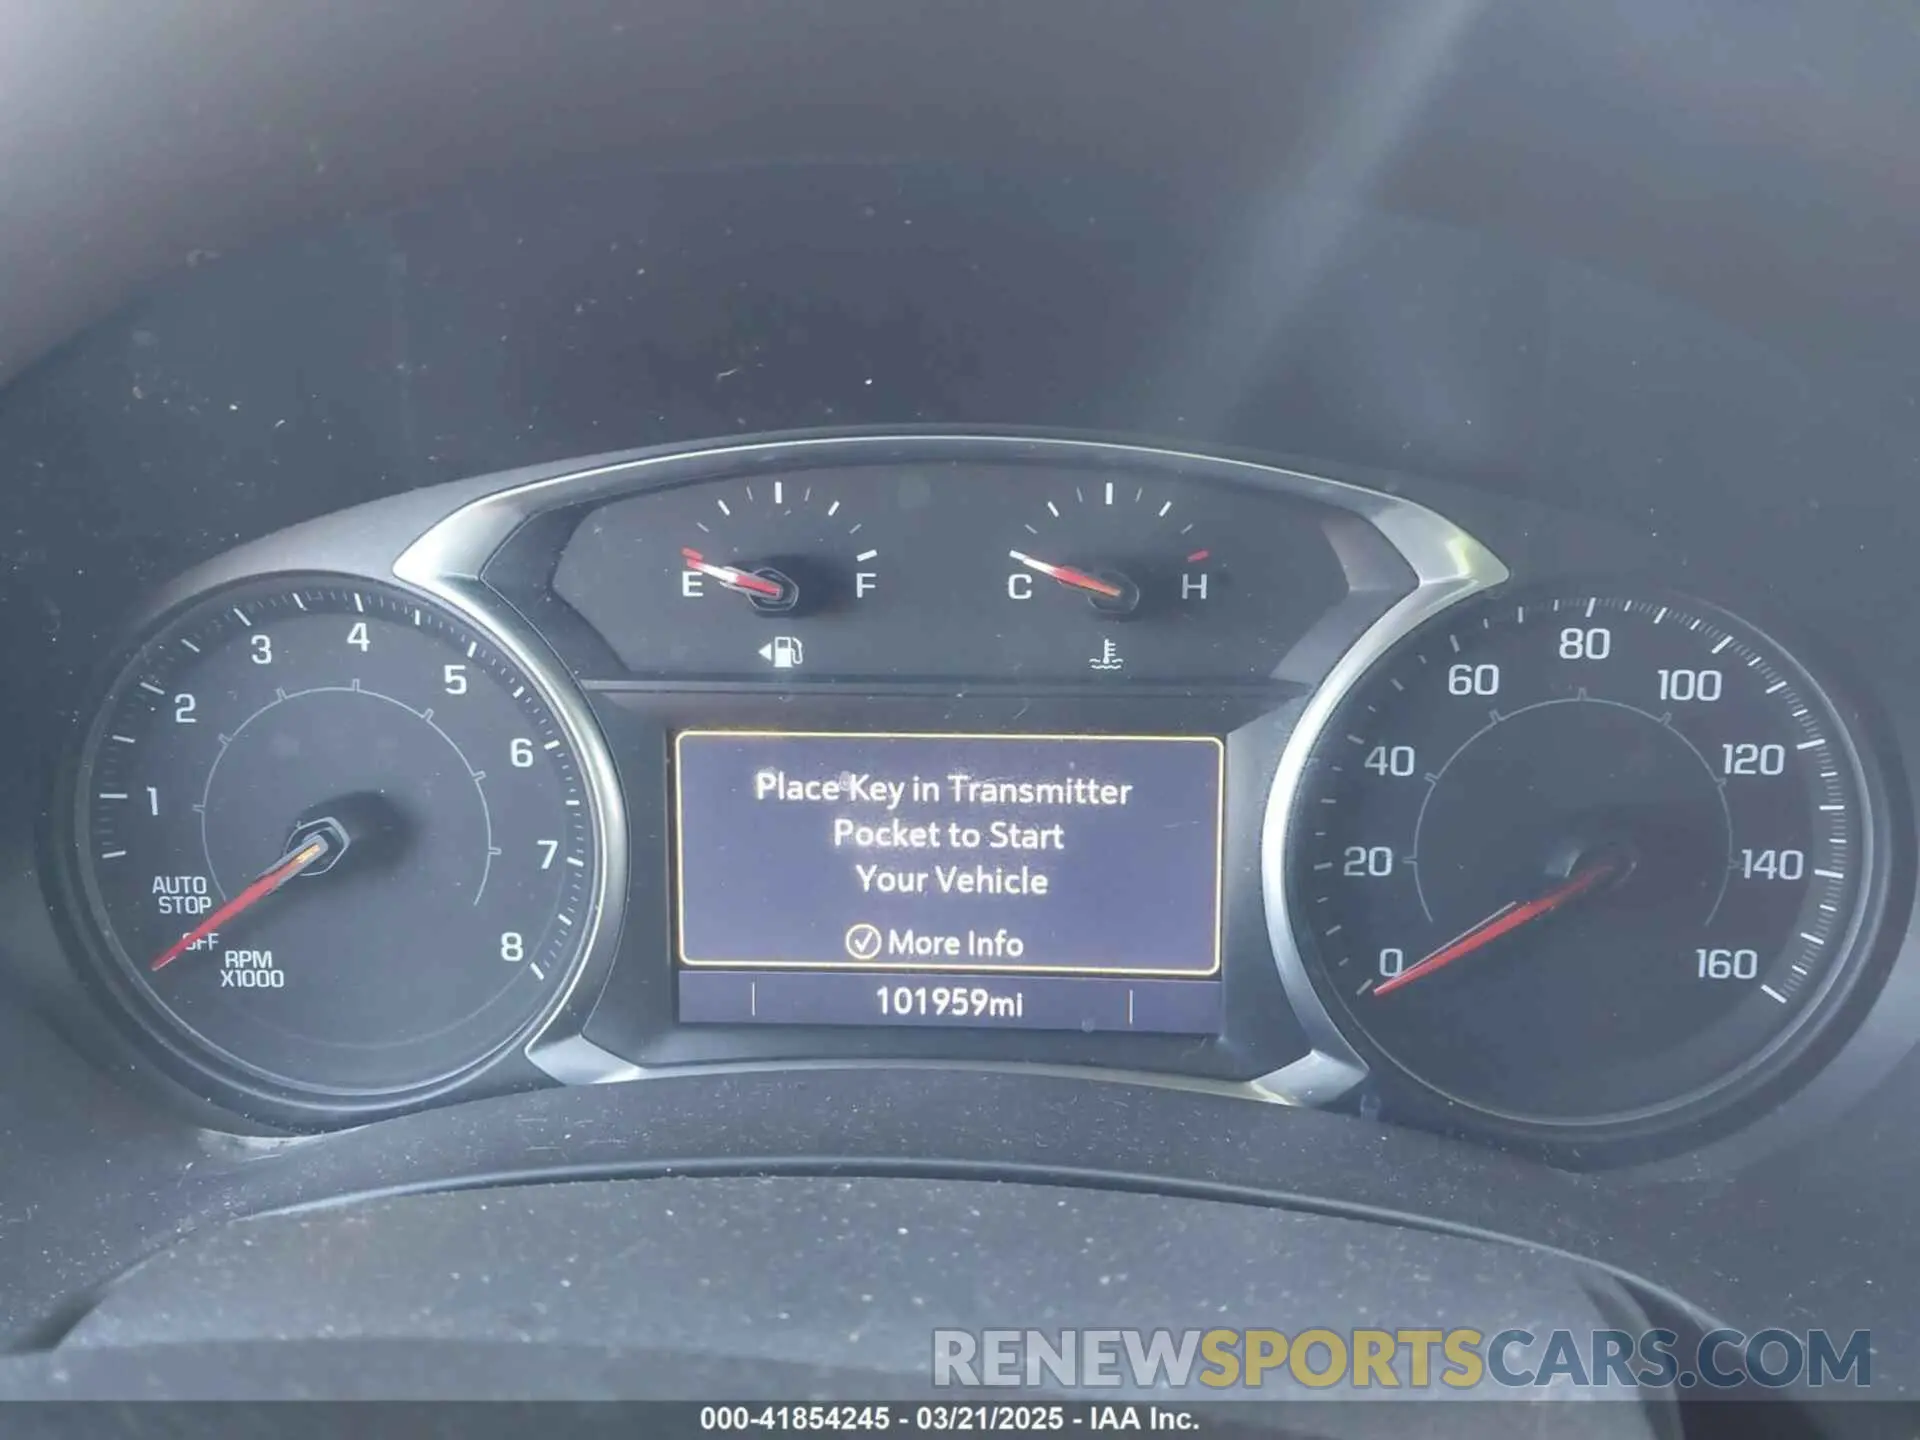 E
F
C
H
1
2
3
4
5
6
7
8
AUTO
STOP
OFF
RPM
X1000
Place Key in Transmitter
Pocket to Start
Your Vehicle
More Info
101959mi
0
20
40
60
80
100
120
140
160
RENEWSPORTSCARS.COM
000-41854245 - 03/21/2025 - IAA Inc.